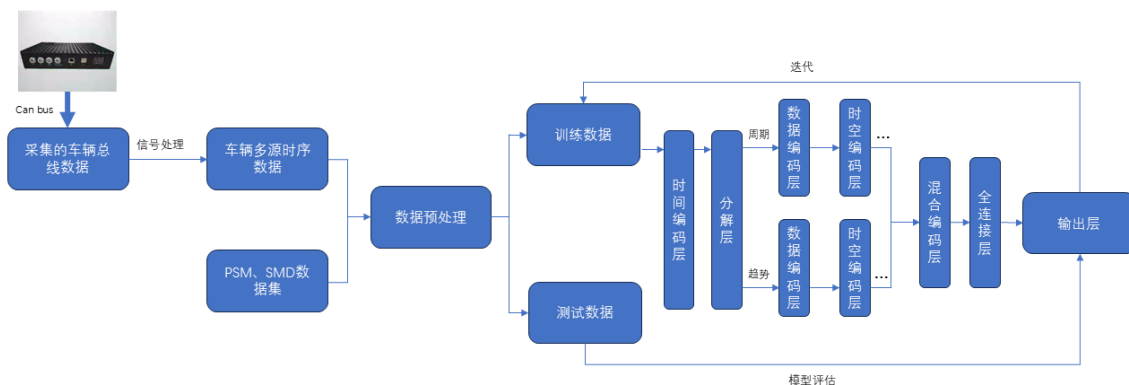 Can bus
采集的车辆总
线数据
信号处理
车辆多源时序
数据
PSM、SMD数
据集
数据预处理
训练数据
测试数据
时间编码层
分解层
周期
趋势
数据编码层
时空编码层
...
数据编码层
时空编码层
...
混合编码层
全连接层
输出层
迭代
模型评估